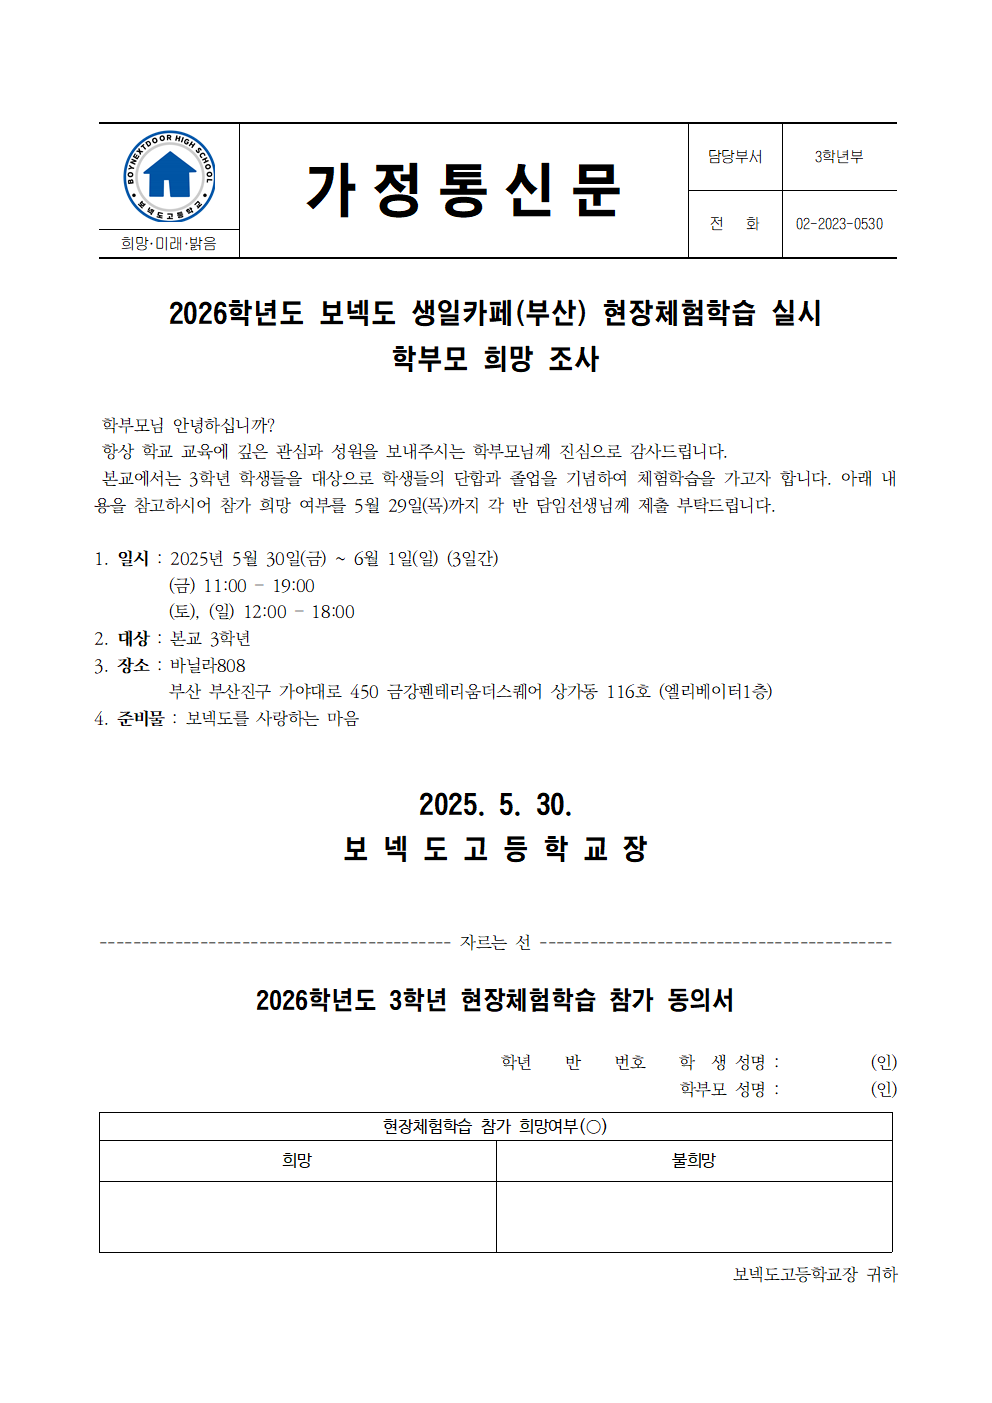 BOYNEXTDOOR HIGH SCHOOL
보넥도고등학교
희망·미래·밝음
가정통신문
담당부서 3학년부
전 화 02-2023-0530
2026학년도 보넥도 생일카페(부산) 현장체험학습 실시
학부모 희망 조사
학부모님 안녕하십니까?
항상 학교 교육에 깊은 관심과 성원을 보내주시는 학부모님께 진심으로 감사드립니다.
본교에서는 3학년 학생들을 대상으로 학생들의 단합과 졸업을 기념하여 체험학습을 가고자 합니다. 아래 내
용을 참고하시어 참가 희망 여부를 5월 29일(목)까지 각 반 담임선생님께 제출 부탁드립니다.
1. 일시 : 2025년 5월 30일(금) ~ 6월 1일(일) (3일간)
(금) 11:00 - 19:00
(토), (일) 12:00 - 18:00
2. 대상 : 본교 3학년
3. 장소 : 바닐라808
부산 부산진구 가야대로 450 금강펜테리움더스퀘어 상가동 116호 (엘리베이터1층)
4. 준비물 : 보넥도를 사랑하는 마음
2025. 5. 30.
보 넥 도 고 등 학 교 장
------------------------------------------ 자르는 선 ------------------------------------------
2026학년도 3학년 현장체험학습 참가 동의서
학년 반 번호 학 생 성명 : (인)
학부모 성명 : (인)
현장체험학습 참가 희망여부(○)
희망 불희망
보넥도고등학교장 귀하